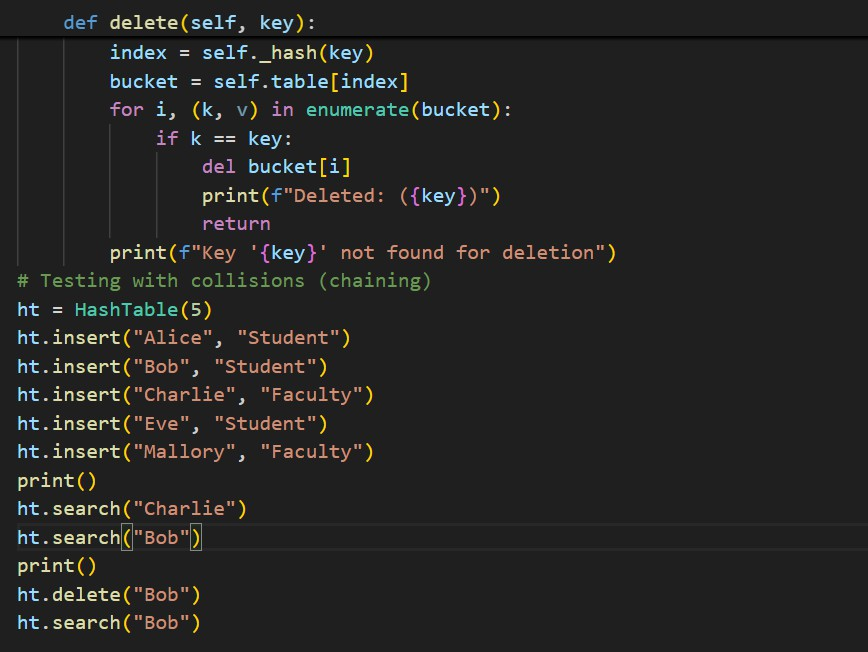 def delete(self, key):
        index = self._hash(key)
        bucket = self.table[index]
        for i, (k, v) in enumerate(bucket):
            if k == key:
                del bucket[i]
                print(f"Deleted: ({key})")
                return
        print(f"Key '{key}' not found for deletion")
# Testing with collisions (chaining)
ht = HashTable(5)
ht.insert("Alice", "Student")
ht.insert("Bob", "Student")
ht.insert("Charlie", "Faculty")
ht.insert("Eve", "Student")
ht.insert("Mallory", "Faculty")
print()
ht.search("Charlie")
ht.search("Bob")
print()
ht.delete("Bob")
ht.search("Bob")